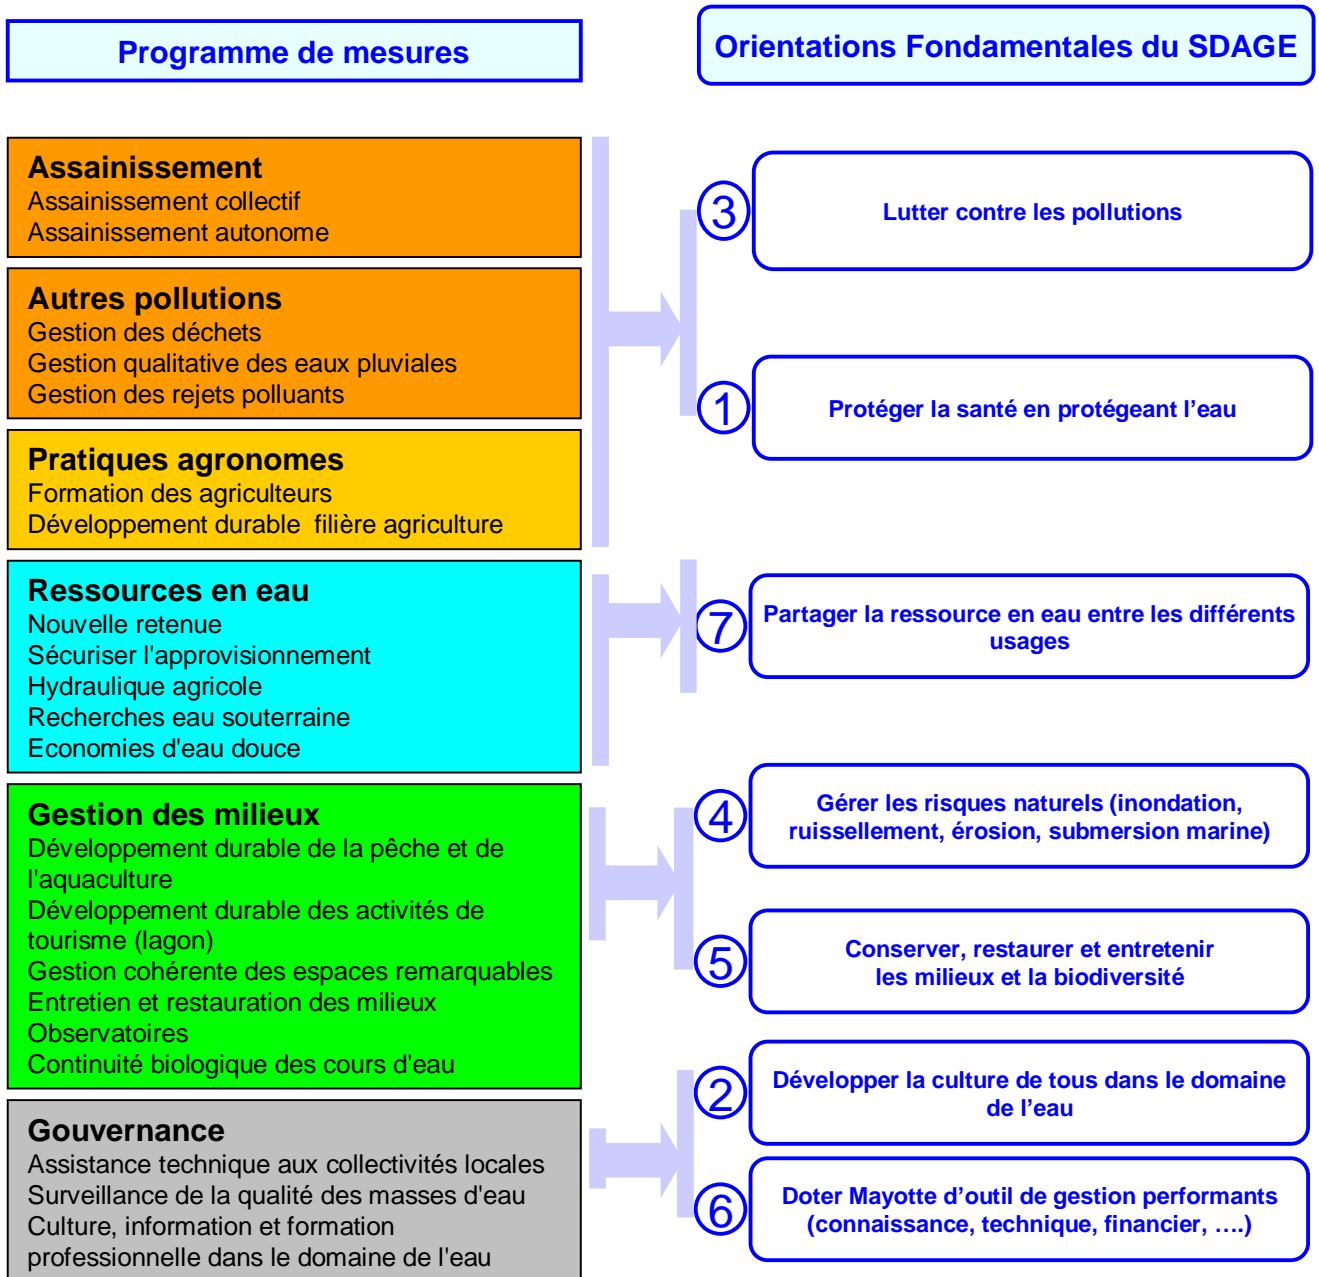 Programme de mesures
Orientations Fondamentales du SDAGE
Assainissement
Assainissement collectif
Assainissement autonome
Autres pollutions
Gestion des déchets
Gestion qualitative des eaux pluviales
Gestion des rejets polluants
Pratiques agronomes
Formation des agriculteurs
Développement durable  filière agriculture
Ressources en eau
Nouvelle retenue
Sécuriser l'approvisionnement
Hydraulique agricole
Recherches eau souterraine
Economies d'eau douce
Gestion des milieux
Développement durable de la pêche et de
l'aquaculture
Développement durable des activités de
tourisme (lagon)
Gestion cohérente des espaces remarquables
Entretien et restauration des milieux
Observatoires
Continuité biologique des cours d'eau
Gouvernance
Assistance technique aux collectivités locales
Surveillance de la qualité des masses d'eau
Culture, information et formation
professionnelle dans le domaine de l'eau
3
Lutter contre les pollutions
1
Protéger la santé en protégeant l’eau
7
Partager la ressource en eau entre les différents
usages
4
Gérer les risques naturels (inondation,
ruissellement, érosion, submersion marine)
5
Conserver, restaurer et entretenir
les milieux et la biodiversité
2
Développer la culture de tous dans le domaine
de l’eau
6
Doter Mayotte d’outil de gestion performants
(connaissance, technique, financier, ….)